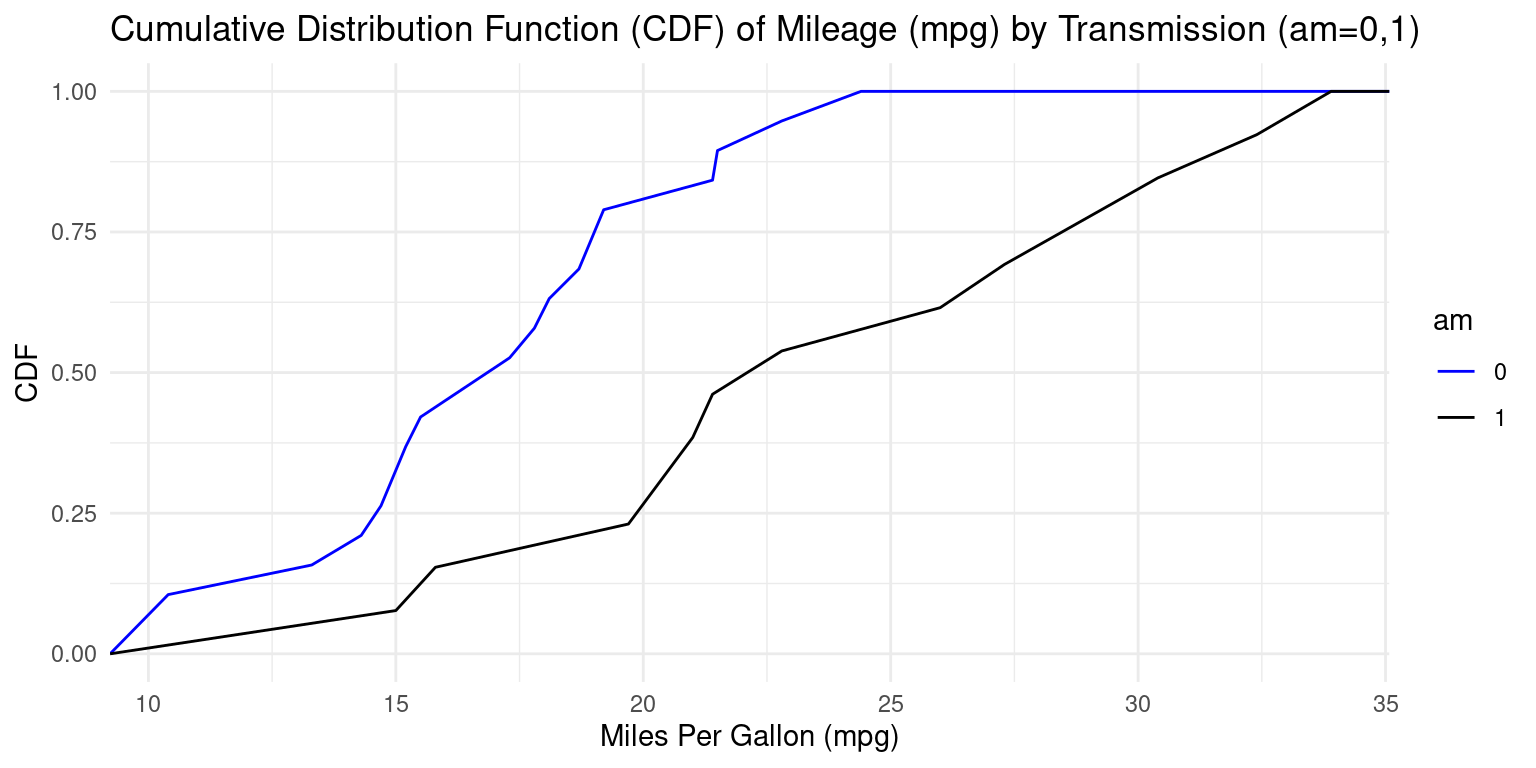 Cumulative Distribution Function (CDF) of Mileage (mpg) by Transmission (am=0,1)
1.00
0.75
0.50
0.25
0.00
CDF
10 15 20 25 30 35
Miles Per Gallon (mpg)
am
0
1